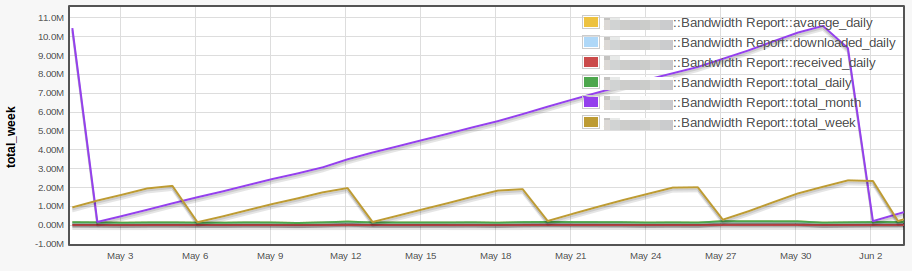 11.0M
10.0M
9.00M
8.00M
7.00M
6.00M
5.00M
4.00M
3.00M
2.00M
1.00M
0.00M
-1.00M
total_week
::Bandwidth Report::avarege_daily
::Bandwidth Report::downloaded_daily
::Bandwidth Report::received_daily
::Bandwidth Report::total_daily
::Bandwidth Report::total_month
::Bandwidth Report::total_week
May 3 May 6 May 9 May 12 May 15 May 18 May 21 May 24 May 27 May 30 Jun 2